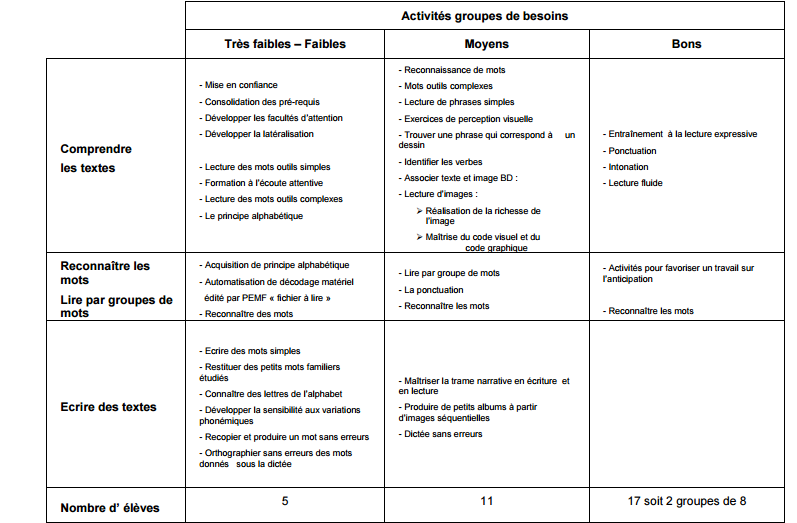 Activités groupes de besoins
Très faibles – Faibles
Moyens
Bons
Comprendre
les textes
- Mise en confiance
- Consolidation des pré-requis
- Développer les facultés d'attention
- Développer la latéralisation
- Lecture des mots outils simples
- Formation à l'écoute attentive
- Lecture des mots outils complexes
- Le principe alphabétique
- Reconnaissance de mots
- Mots outils complexes
- Lecture de phrases simples
- Exercices de perception visuelle
- Trouver une phrase qui correspond à un
dessin
- Identifier les verbes
- Associer texte et image BD :
- Lecture d'images :
➢ Réalisation de la richesse de
l'image
➢ Maîtrise du code visuel et du
code graphique
- Entraînement à la lecture expressive
- Ponctuation
- Intonation
- Lecture fluide
Reconnaître les
mots
Lire par groupes de
mots
- Acquisition de principe alphabétique
- Automatisation de décodage matériel
édité par PEMF « fichier à lire »
- Reconnaître des mots
- Lire par groupe de mots
- La ponctuation
- Reconnaître les mots
- Activités pour favoriser un travail sur
l'anticipation
- Reconnaître les mots
Ecrire des textes
- Ecrire des mots simples
- Restituer des petits mots familiers
étudiés
- Connaître des lettres de l'alphabet
- Développer la sensibilité aux variations
phonémiques
- Recopier et produire un mot sans erreurs
- Orthographier sans erreurs des mots
donnés sous la dictée
- Maîtriser la trame narrative en écriture et
en lecture
- Produire de petits albums à partir
d'images séquentielles
- Dictée sans erreurs
Nombre d' élèves
5
11
17 soit 2 groupes de 8